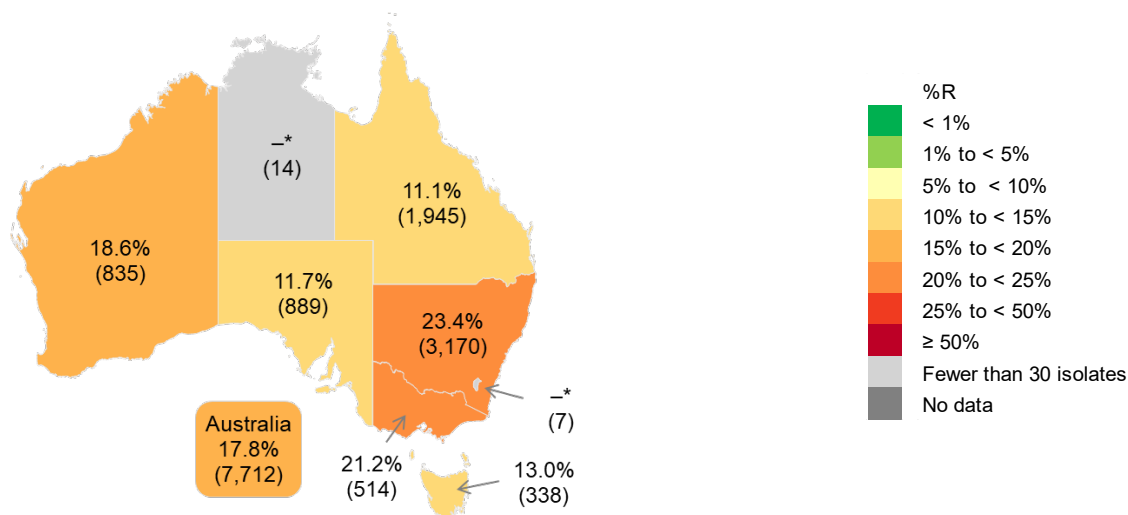 –*
(14)
11.1%
(1,945)
18.6%
(835)
11.7%
(889)
23.4%
(3,170)
–*
(7)
Australia
17.8%
(7,712)
21.2%
(514)
13.0%
(338)
%R
< 1%
1% to < 5%
5% to < 10%
10% to < 15%
15% to < 20%
20% to < 25%
25% to < 50%
≥ 50%
Fewer than 30 isolates
No data